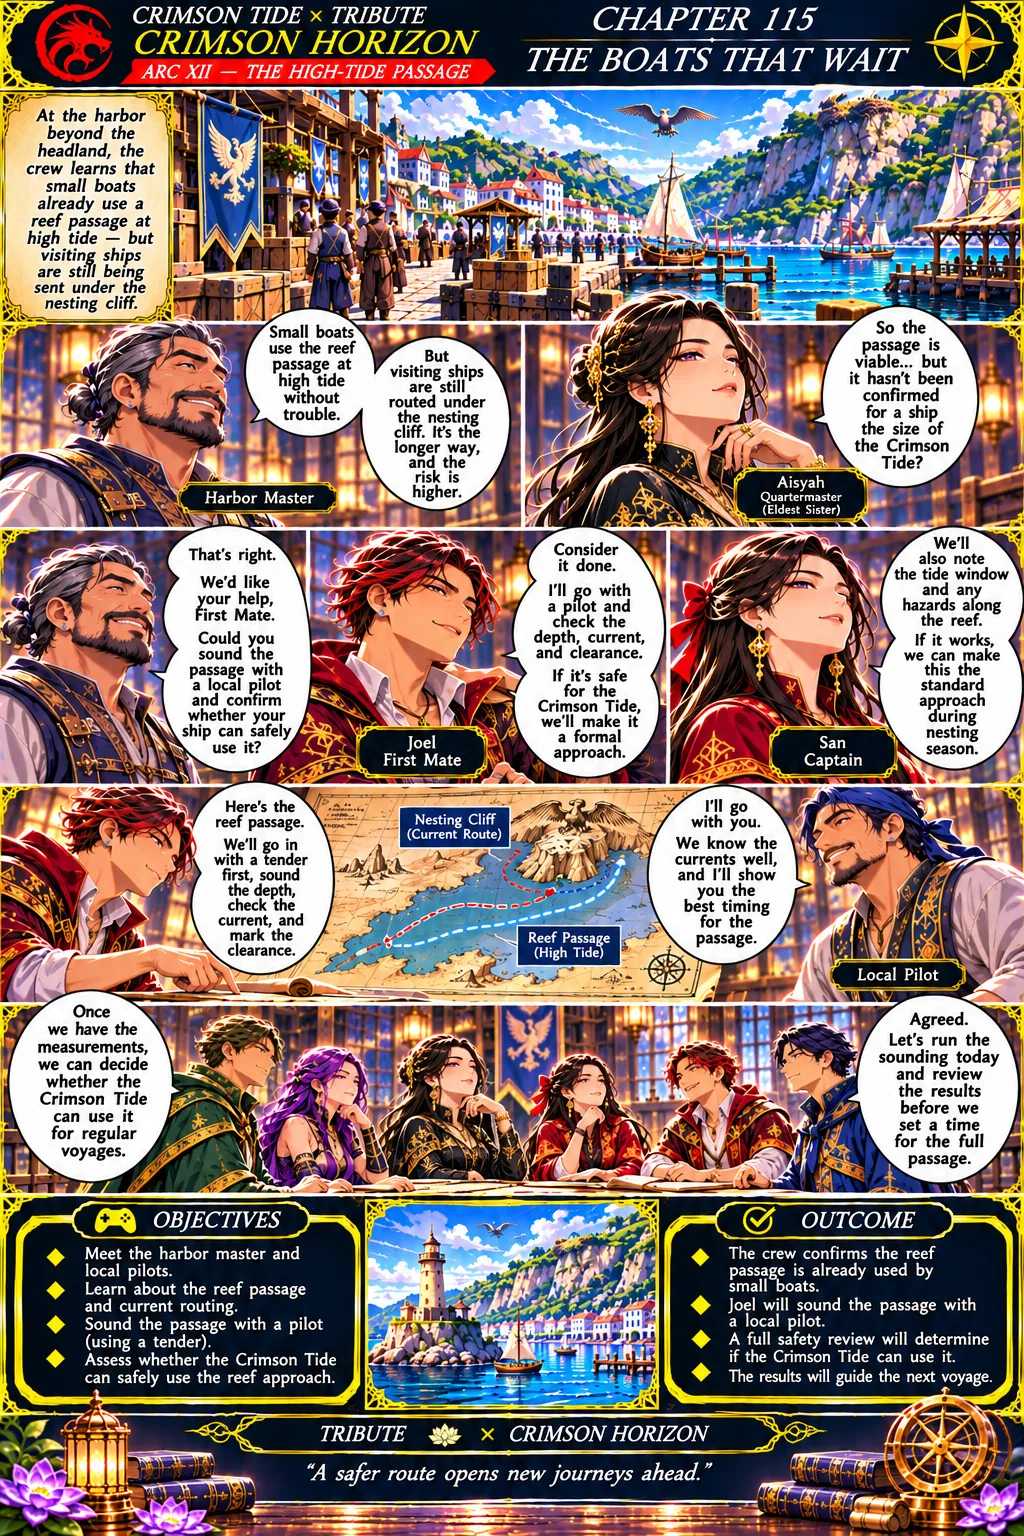 CRIMSON TIDE × TRIBUTE
CRIMSON HORIZON
ARC XII — THE HIGH-TIDE PASSAGE
CHAPTER 115
THE BOATS THAT WAIT
At the harbor
beyond the
headland, the
crew learns that
small boats
already use a
reef passage at
high tide — but
visiting ships
are still being
sent under the
nesting cliff.
Small boats
use the reef
passage at
high tide
without
trouble.
But
visiting ships
are still
routed under
the nesting
cliff. It's the
longer way,
and the
risk is
higher.
Harbor Master
So the
passage is
viable... but
it hasn't been
confirmed
for a ship
the size of
the Crimson
Tide?
Aisyah
Quartermaster
(Eldest Sister)
That's right.
We'd like
your help,
First Mate.
Could you
sound the
passage with
a local pilot
and confirm
whether your
ship can safely
use it?
Consider
it done.
I'll go with
a pilot and
check the
depth, current,
and clearance.
If it's safe
for the
Crimson Tide,
we'll make it
a formal
approach.
Joel
First Mate
We'll
also note
the tide window
and any
hazards along
the reef.
If it works,
we can make
this the
standard
approach
during
nesting
season.
San
Captain
Here's the
reef passage.
We'll go in
with a tender
first, sound
the depth,
check the
current, and
mark the
clearance.
Nesting Cliff
(Current Route)
Reef Passage
(High Tide)
I'll go
with you.
We know the
currents well,
and I'll show
you the
best timing
for the
passage.
Local Pilot
Once
we have the
measurements,
we can decide
whether the
Crimson Tide
can use it
for regular
voyages.
Agreed.
Let's run the
sounding today
and review
the results
before we
set a time
for the full
passage.
OBJECTIVES
Meet the harbor master and
local pilots.
Learn about the reef passage
and current routing.
Sound the passage with a pilot
(using a tender).
Assess whether the Crimson Tide
can safely use the reef approach.
OUTCOME
The crew confirms the reef
passage is already used by
small boats.
Joel will sound the passage with
a local pilot.
A full safety review will determine
if the Crimson Tide can use it.
The results will guide the next voyage.
TRIBUTE × CRIMSON HORIZON
“A safer route opens new journeys ahead.”